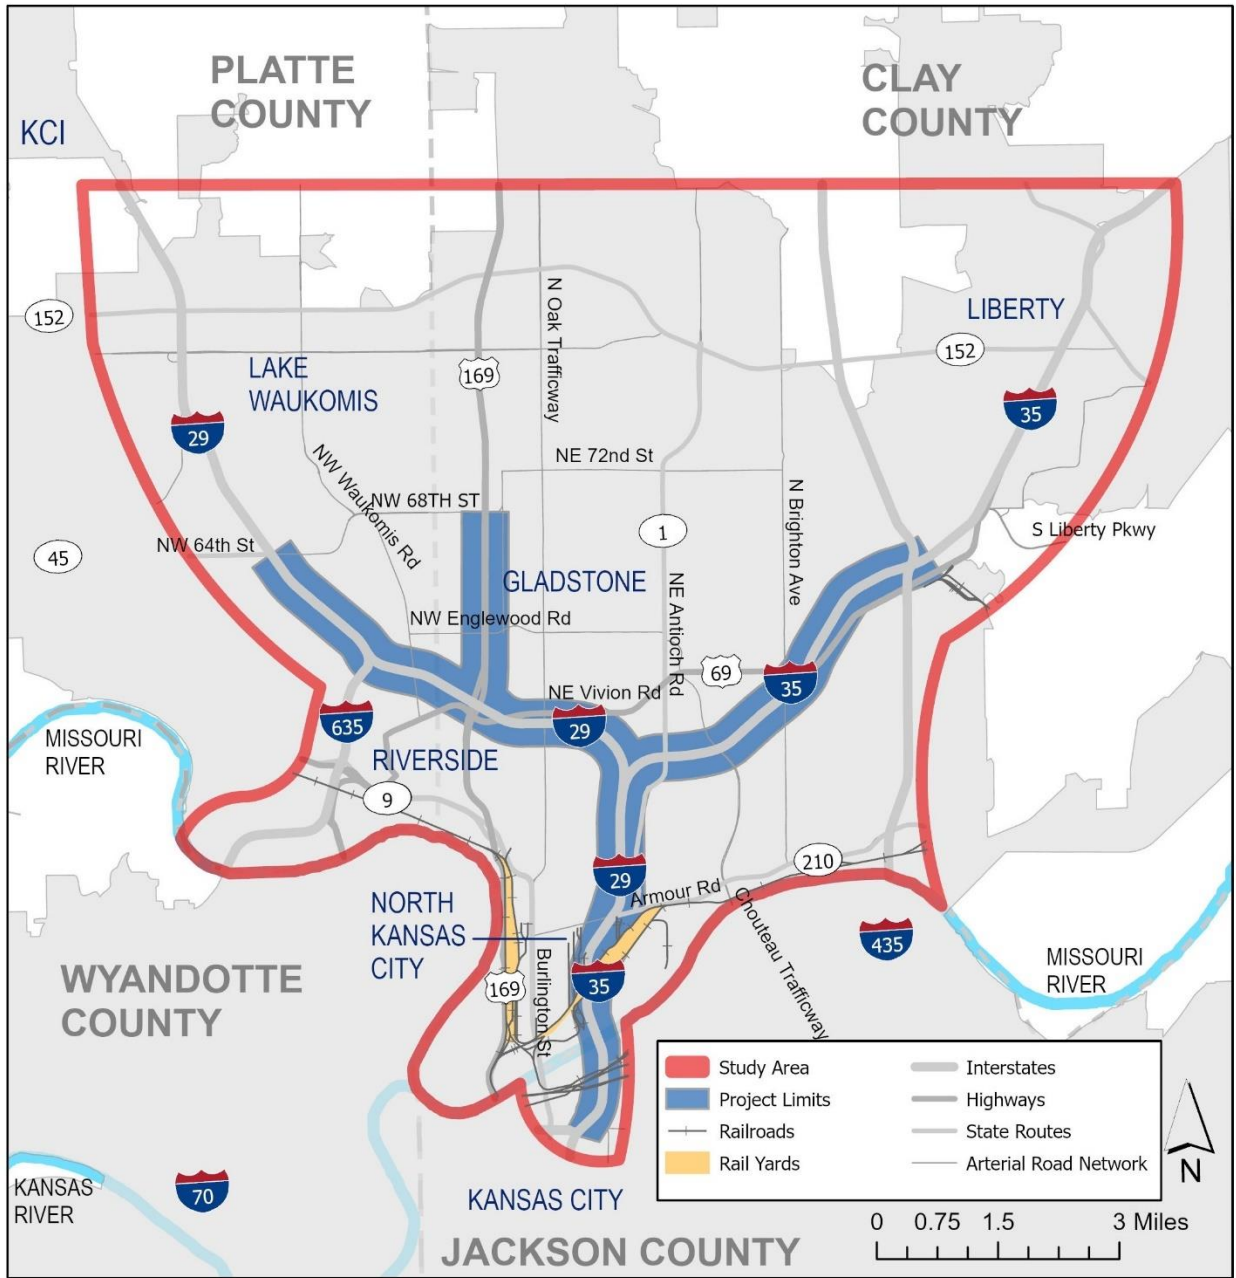 PLATTE
COUNTY
CLAY
COUNTY
KCI
152
LIBERTY
152
LAKE
WAUKOMIS
169
N Oak Trafficway
35
29
NE 72nd St
NW Waukomis Rd
NW 68TH ST
N Brighton Ave
S Liberty Pkwy
1
45
NW 64th St
GLADSTONE
NE Antioch Rd
NW Englewood Rd
69
35
NE Vivion Rd
635
29
MISSOURI
RIVER
RIVERSIDE
9
210
29
Armour Rd
Chouteau Trafficway
NORTH
KANSAS
CITY
435
MISSOURI
RIVER
WYANDOTTE
COUNTY
169
35
Burlington St
Study Area
Project Limits
Railroads
Rail Yards
Interstates
Highways
State Routes
Arterial Road Network
N
KANSAS
RIVER
70
KANSAS CITY
0 0.75 1.5 3 Miles
JACKSON COUNTY